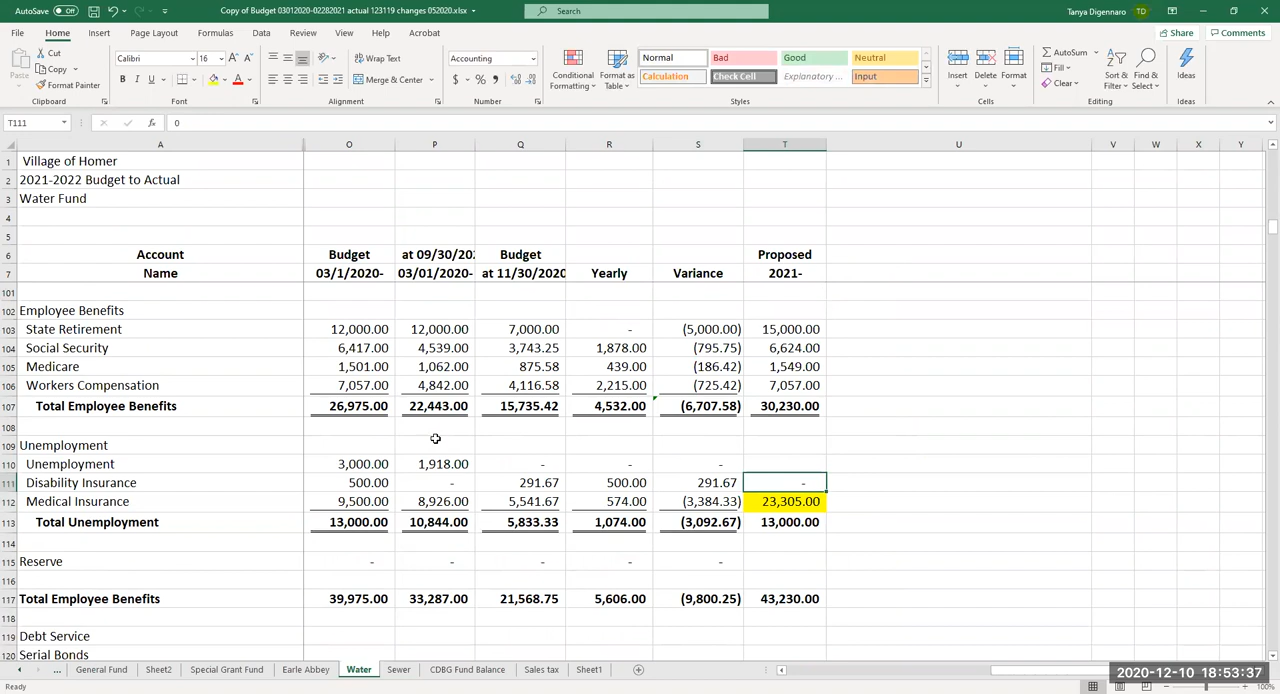 AutoSave Off Copy of Budget 03012020-02282021 actual 123119 changes 052020.xlsx Search Tanya Digennaro TD
File Home Insert Page Layout Formulas Data Review View Help Acrobat Share Comments
Cut Calibri 16 Wrap Text Accounting Normal Bad Good Neutral AutoSum
Paste Copy Merge & Center Conditional Formatting Format as Table Calculation Check Cell Explanatory ... Input Insert Delete Format Fill Sort & Filter Find & Select Ideas
Format Painter Clear
Clipboard Font Alignment Number Styles Cells Editing Ideas
T111 fx 0
A O P Q R S T U V W X Y
1 Village of Homer
2 2021-2022 Budget to Actual
3 Water Fund
4
5
6 Account Budget at 09/30/202 Budget Proposed
7 Name 03/1/2020- 03/01/2020- at 11/30/2020 Yearly Variance 2021-
101
102 Employee Benefits
103 State Retirement 12,000.00 12,000.00 7,000.00 - (5,000.00) 15,000.00
104 Social Security 6,417.00 4,539.00 3,743.25 1,878.00 (795.75) 6,624.00
105 Medicare 1,501.00 1,062.00 875.58 439.00 (186.42) 1,549.00
106 Workers Compensation 7,057.00 4,842.00 4,116.58 2,215.00 (725.42) 7,057.00
107 Total Employee Benefits 26,975.00 22,443.00 15,735.42 4,532.00 (6,707.58) 30,230.00
108
109 Unemployment
110 Unemployment 3,000.00 1,918.00 - - -
111 Disability Insurance 500.00 - 291.67 500.00 291.67 -
112 Medical Insurance 9,500.00 8,926.00 5,541.67 574.00 (3,384.33) 23,305.00
113 Total Unemployment 13,000.00 10,844.00 5,833.33 1,074.00 (3,092.67) 13,000.00
114
115 Reserve - - - - -
116
117 Total Employee Benefits 39,975.00 33,287.00 21,568.75 5,606.00 (9,800.25) 43,230.00
118
119 Debt Service
120 Serial Bonds
... General Fund Sheet2 Special Grant Fund Earle Abbey Water Sewer CDBG Fund Balance Sales tax Sheet1
2020-12-10 18:53:37
Ready 100%